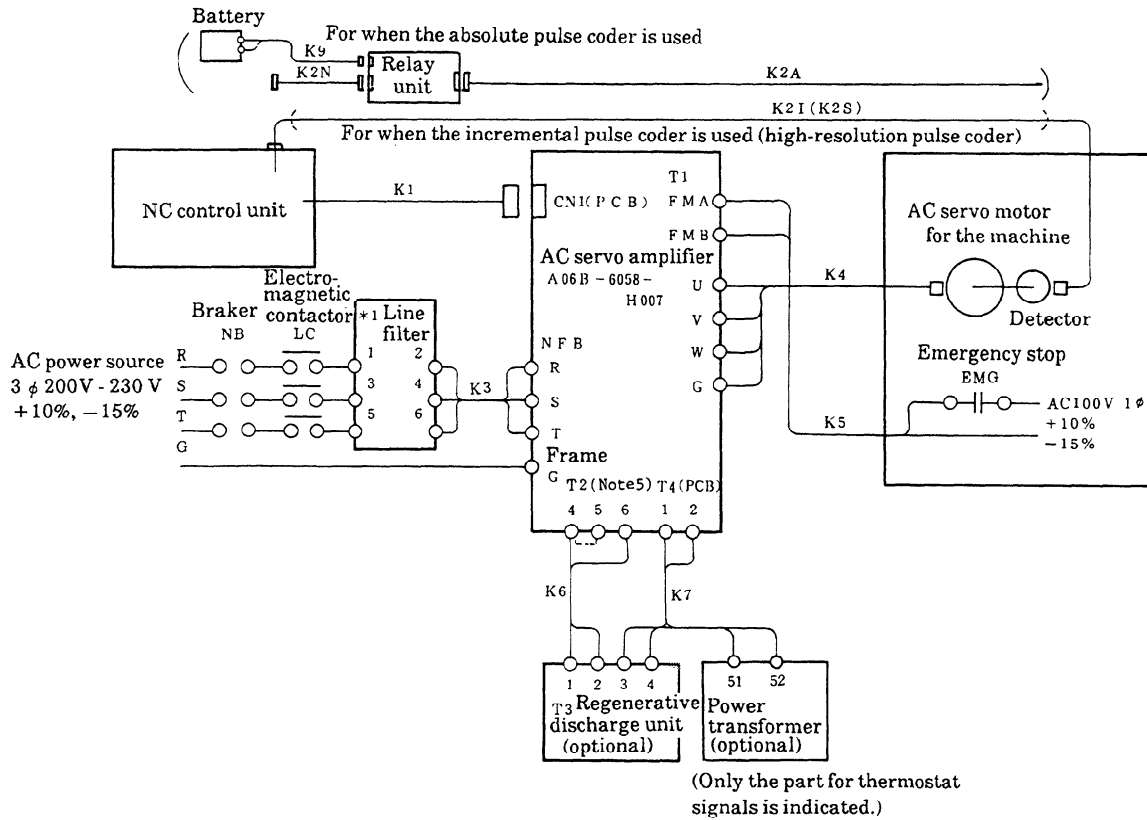 Battery
For when the absolute pulse coder is used
K9
K2N
Relay
unit
K2A
K2I (K2S)
For when the incremental pulse coder is used (high-resolution pulse coder)
NC control unit
K1
CN1(PCB)
T1
FMA
FMB
AC servo amplifier
A06B-6058-
H007
U
V
W
G
K4
AC servo motor
for the machine
Detector
Electro-
magnetic
contactor
Braker
NB
LC
*1 Line
filter
AC power source
3 ϕ 200V - 230 V
+10%, −15%
R
S
T
G
1
2
3
4
5
6
K3
NFB
R
S
T
Frame
G
Emergency stop
EMG
AC100V 1ϕ
+10%
−15%
K5
T2(Note5) T4(PCB)
4 5 6 1 2
K6
K7
1 2 3 4
51 52
T3 Regenerative
discharge unit
(optional)
Power
transformer
(optional)
(Only the part for thermostat
signals is indicated.)